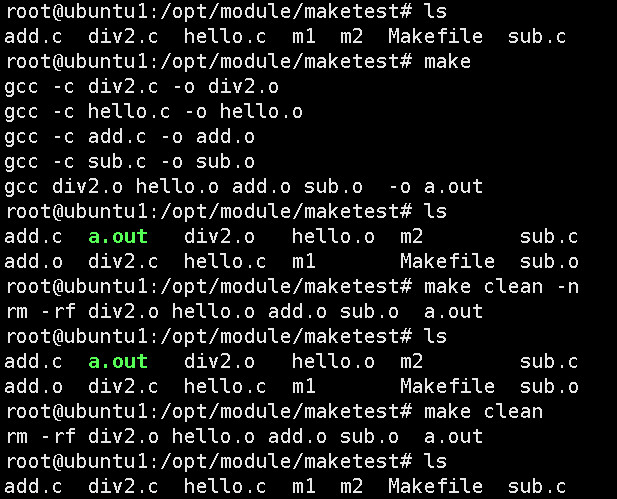 root@ubuntu1:/opt/module/maketest# ls
add.c  div2.c  hello.c  m1  m2  Makefile  sub.c
root@ubuntu1:/opt/module/maketest# make
gcc -c div2.c -o div2.o
gcc -c hello.c -o hello.o
gcc -c add.c -o add.o
gcc -c sub.c -o sub.o
gcc div2.o hello.o add.o sub.o  -o a.out
root@ubuntu1:/opt/module/maketest# ls
add.c  a.out   div2.o   hello.o  m2        sub.c
add.o  div2.c  hello.c  m1       Makefile  sub.o
root@ubuntu1:/opt/module/maketest# make clean -n
rm -rf div2.o hello.o add.o sub.o  a.out
root@ubuntu1:/opt/module/maketest# ls
add.c  a.out   div2.o   hello.o  m2        sub.c
add.o  div2.c  hello.c  m1       Makefile  sub.o
root@ubuntu1:/opt/module/maketest# make clean
rm -rf div2.o hello.o add.o sub.o  a.out
root@ubuntu1:/opt/module/maketest# ls
add.c  div2.c  hello.c  m1  m2  Makefile  sub.c